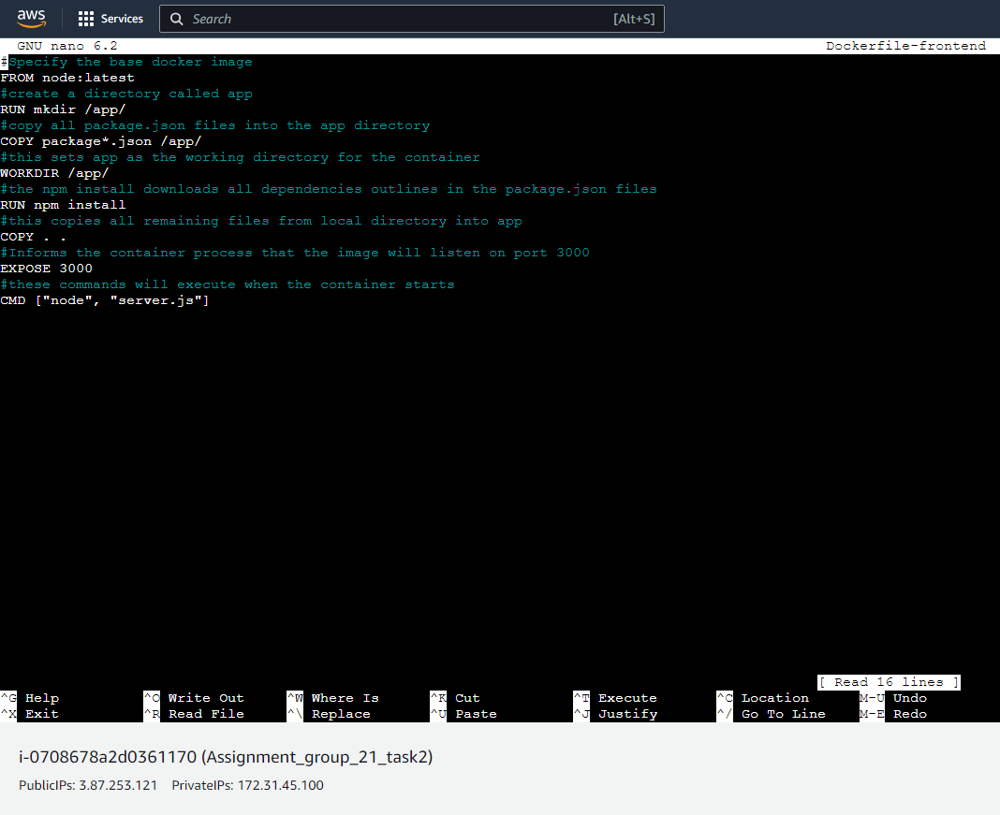 aws Services Search [Alt+S]
GNU nano 6.2 Dockerfile-frontend
#Specify the base docker image
FROM node:latest
#create a directory called app
RUN mkdir /app/
#copy all package.json files into the app directory
COPY package*.json /app/
#this sets app as the working directory for the container
WORKDIR /app/
#the npm install downloads all dependencies outlines in the package.json files
RUN npm install
#this copies all remaining files from local directory into app
COPY . .
#Informs the container process that the image will listen on port 3000
EXPOSE 3000
#these commands will execute when the container starts
CMD ["node", "server.js"]
[ Read 16 lines ]
^G Help ^O Write Out ^W Where Is ^K Cut ^T Execute ^C Location M-U Undo
^X Exit ^R Read File ^\ Replace ^U Paste ^J Justify ^/ Go To Line M-E Redo
i-0708678a2d0361170 (Assignment_group_21_task2)
PublicIPs: 3.87.253.121 PrivateIPs: 172.31.45.100